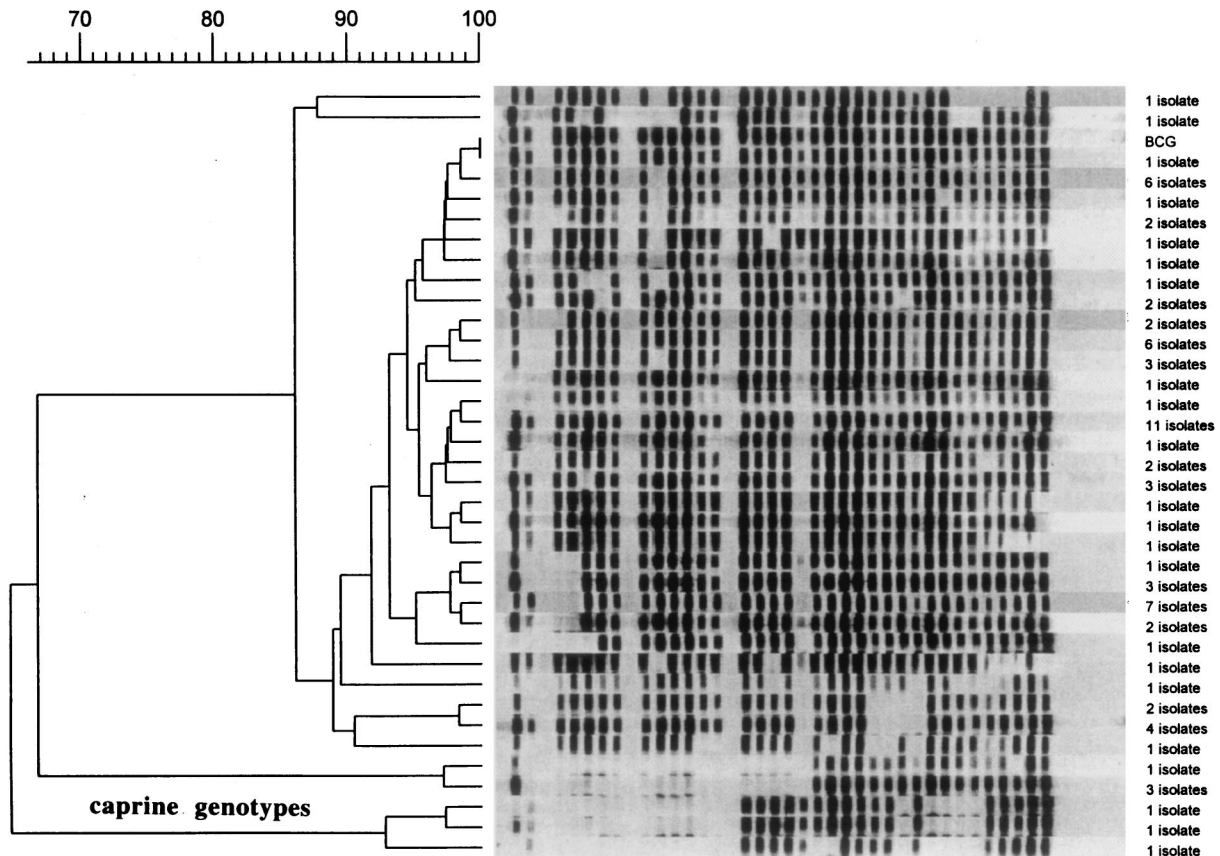 70 80 90 100
1 isolate
1 isolate
BCG
1 isolate
6 isolates
1 isolate
2 isolates
1 isolate
1 isolate
1 isolate
2 isolates
2 isolates
6 isolates
3 isolates
1 isolate
1 isolate
11 isolates
1 isolate
2 isolates
3 isolates
1 isolate
1 isolate
1 isolate
1 isolate
3 isolates
7 isolates
2 isolates
1 isolate
1 isolate
1 isolate
2 isolates
4 isolates
1 isolate
1 isolate
3 isolates
caprine genotypes
1 isolate
1 isolate
1 isolate